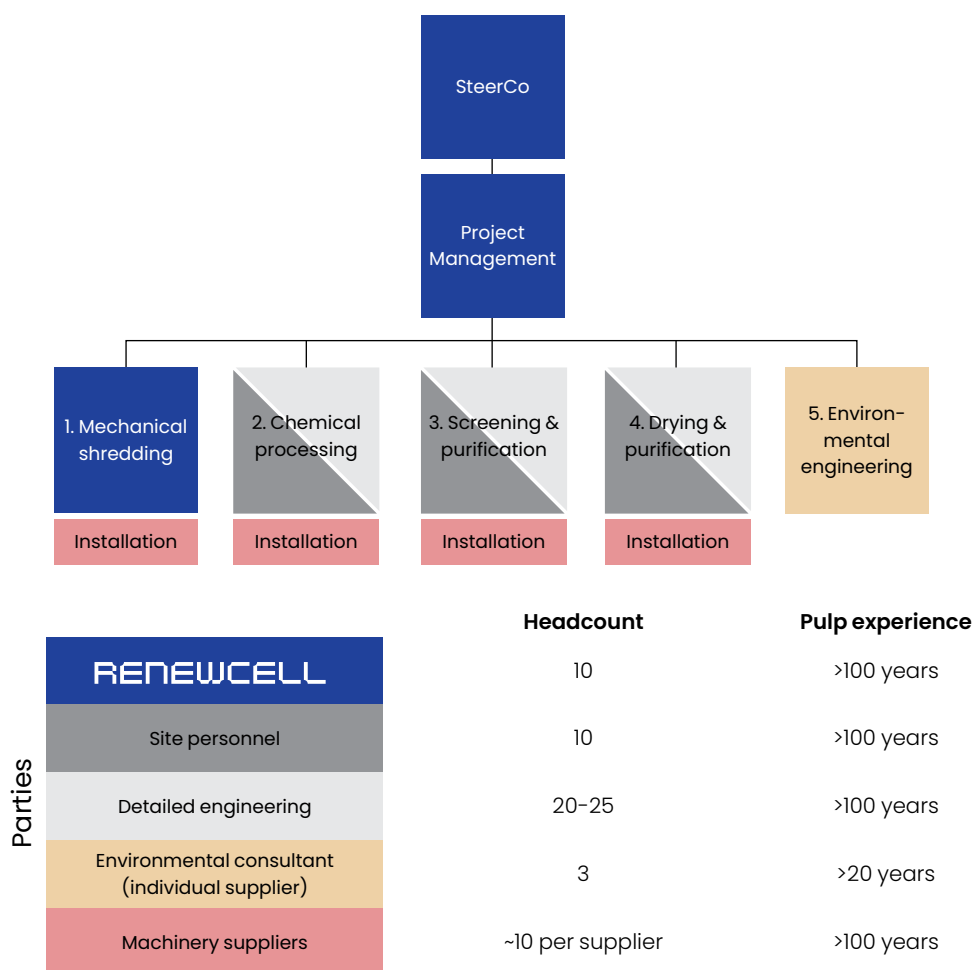 SteerCo
Project
Management
1. Mechanical
shredding
2. Chemical
processing
3. Screening &
purification
4. Drying &
purification
5. Environ-
mental
engineering
Installation
Installation
Installation
Installation
Headcount
Pulp experience
Parties
RENEWCELL
10
>100 years
Site personnel
10
>100 years
Detailed engineering
20-25
>100 years
Environmental consultant
(individual supplier)
3
>20 years
Machinery suppliers
~10 per supplier
>100 years